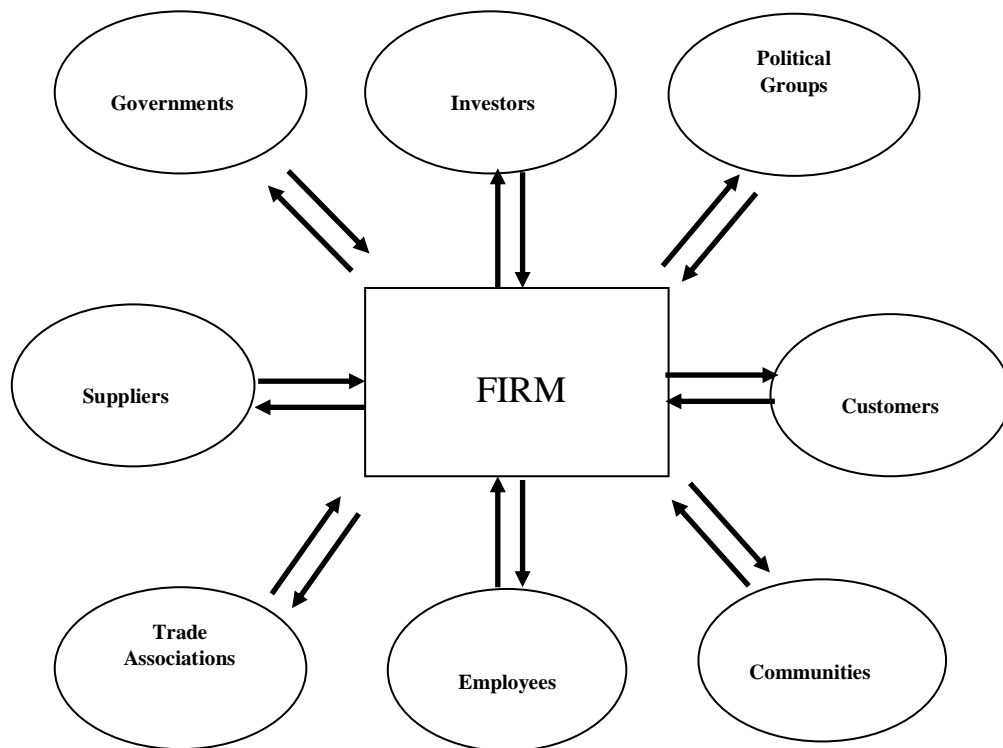 Governments
Investors
Political
Groups
Suppliers
FIRM
Customers
Trade
Associations
Employees
Communities